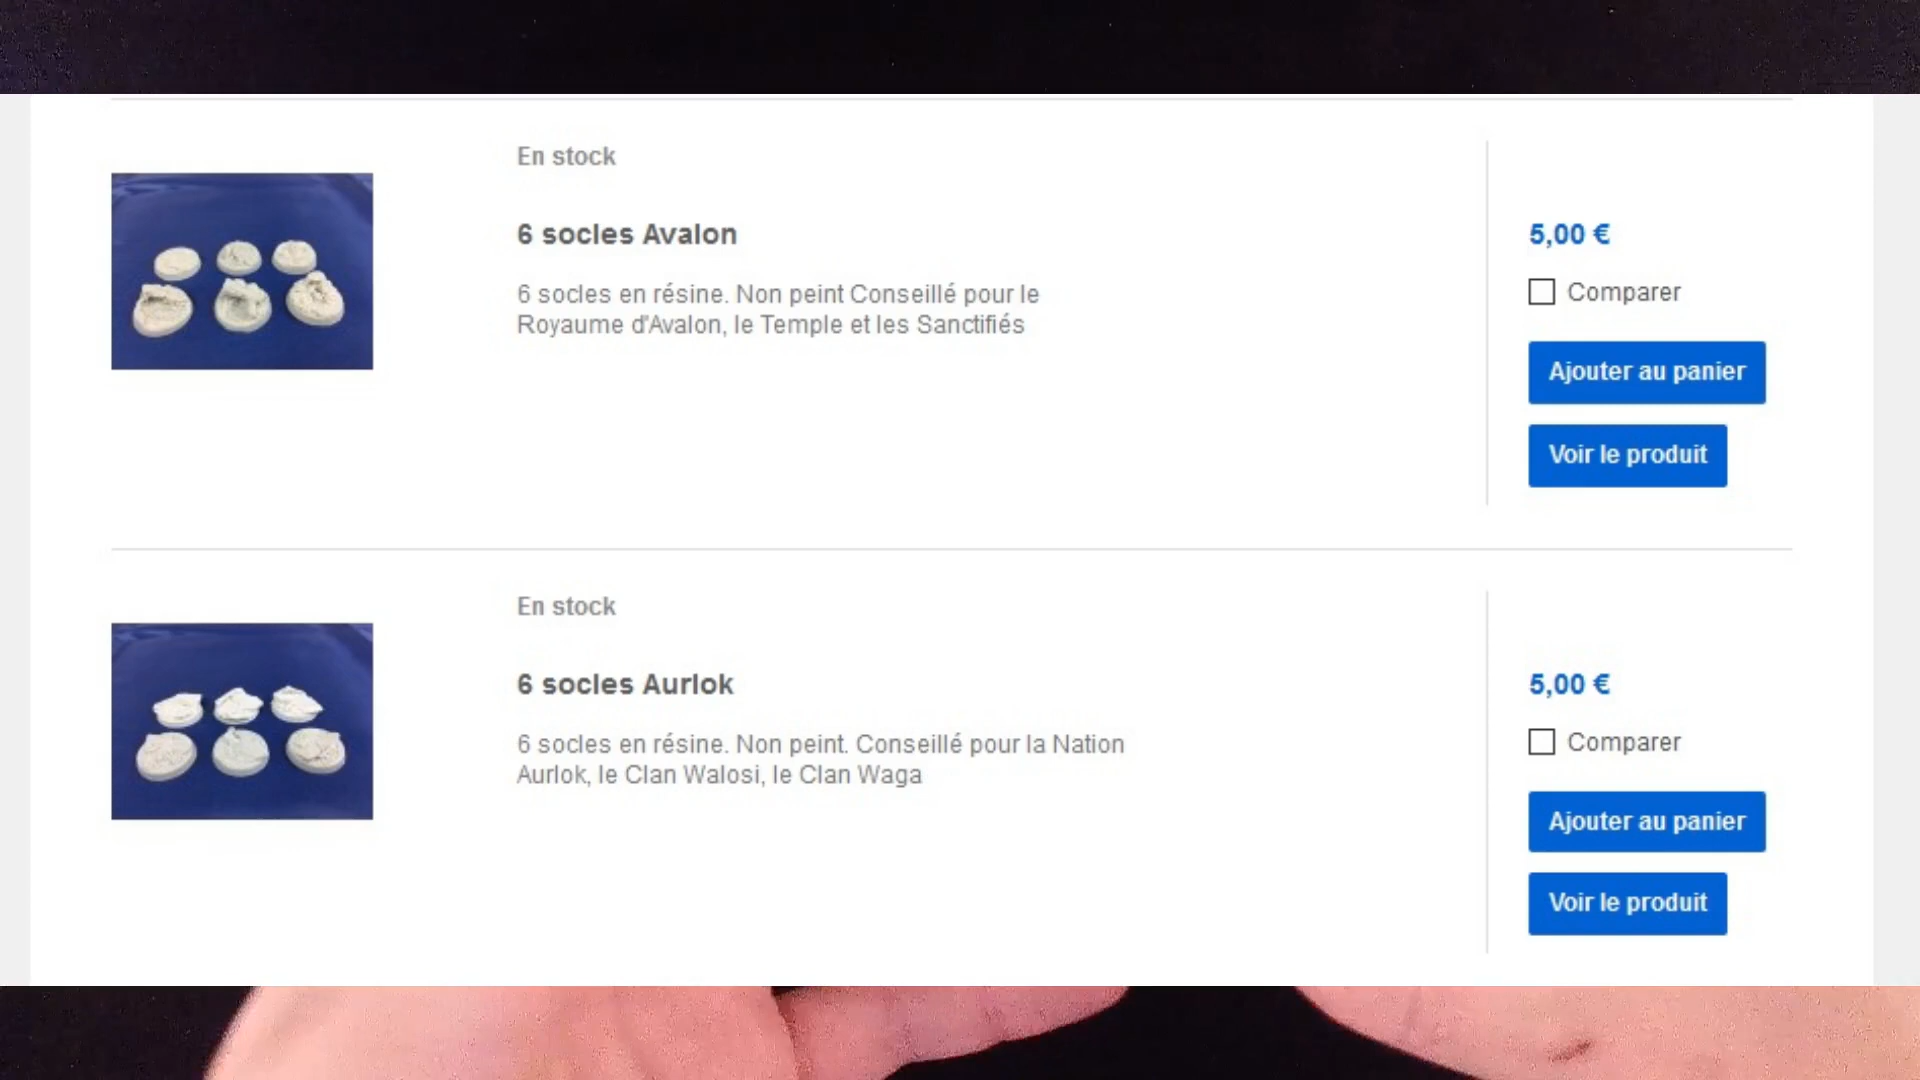 En stock
6 socles Avalon
6 socles en résine. Non peint Conseillé pour le
Royaume d'Avalon, le Temple et les Sanctifiés
5,00 €
Comparer
Ajouter au panier
Voir le produit
En stock
6 socles Aurlok
6 socles en résine. Non peint. Conseillé pour la Nation
Aurlok, le Clan Walosi, le Clan Waga
5,00 €
Comparer
Ajouter au panier
Voir le produit